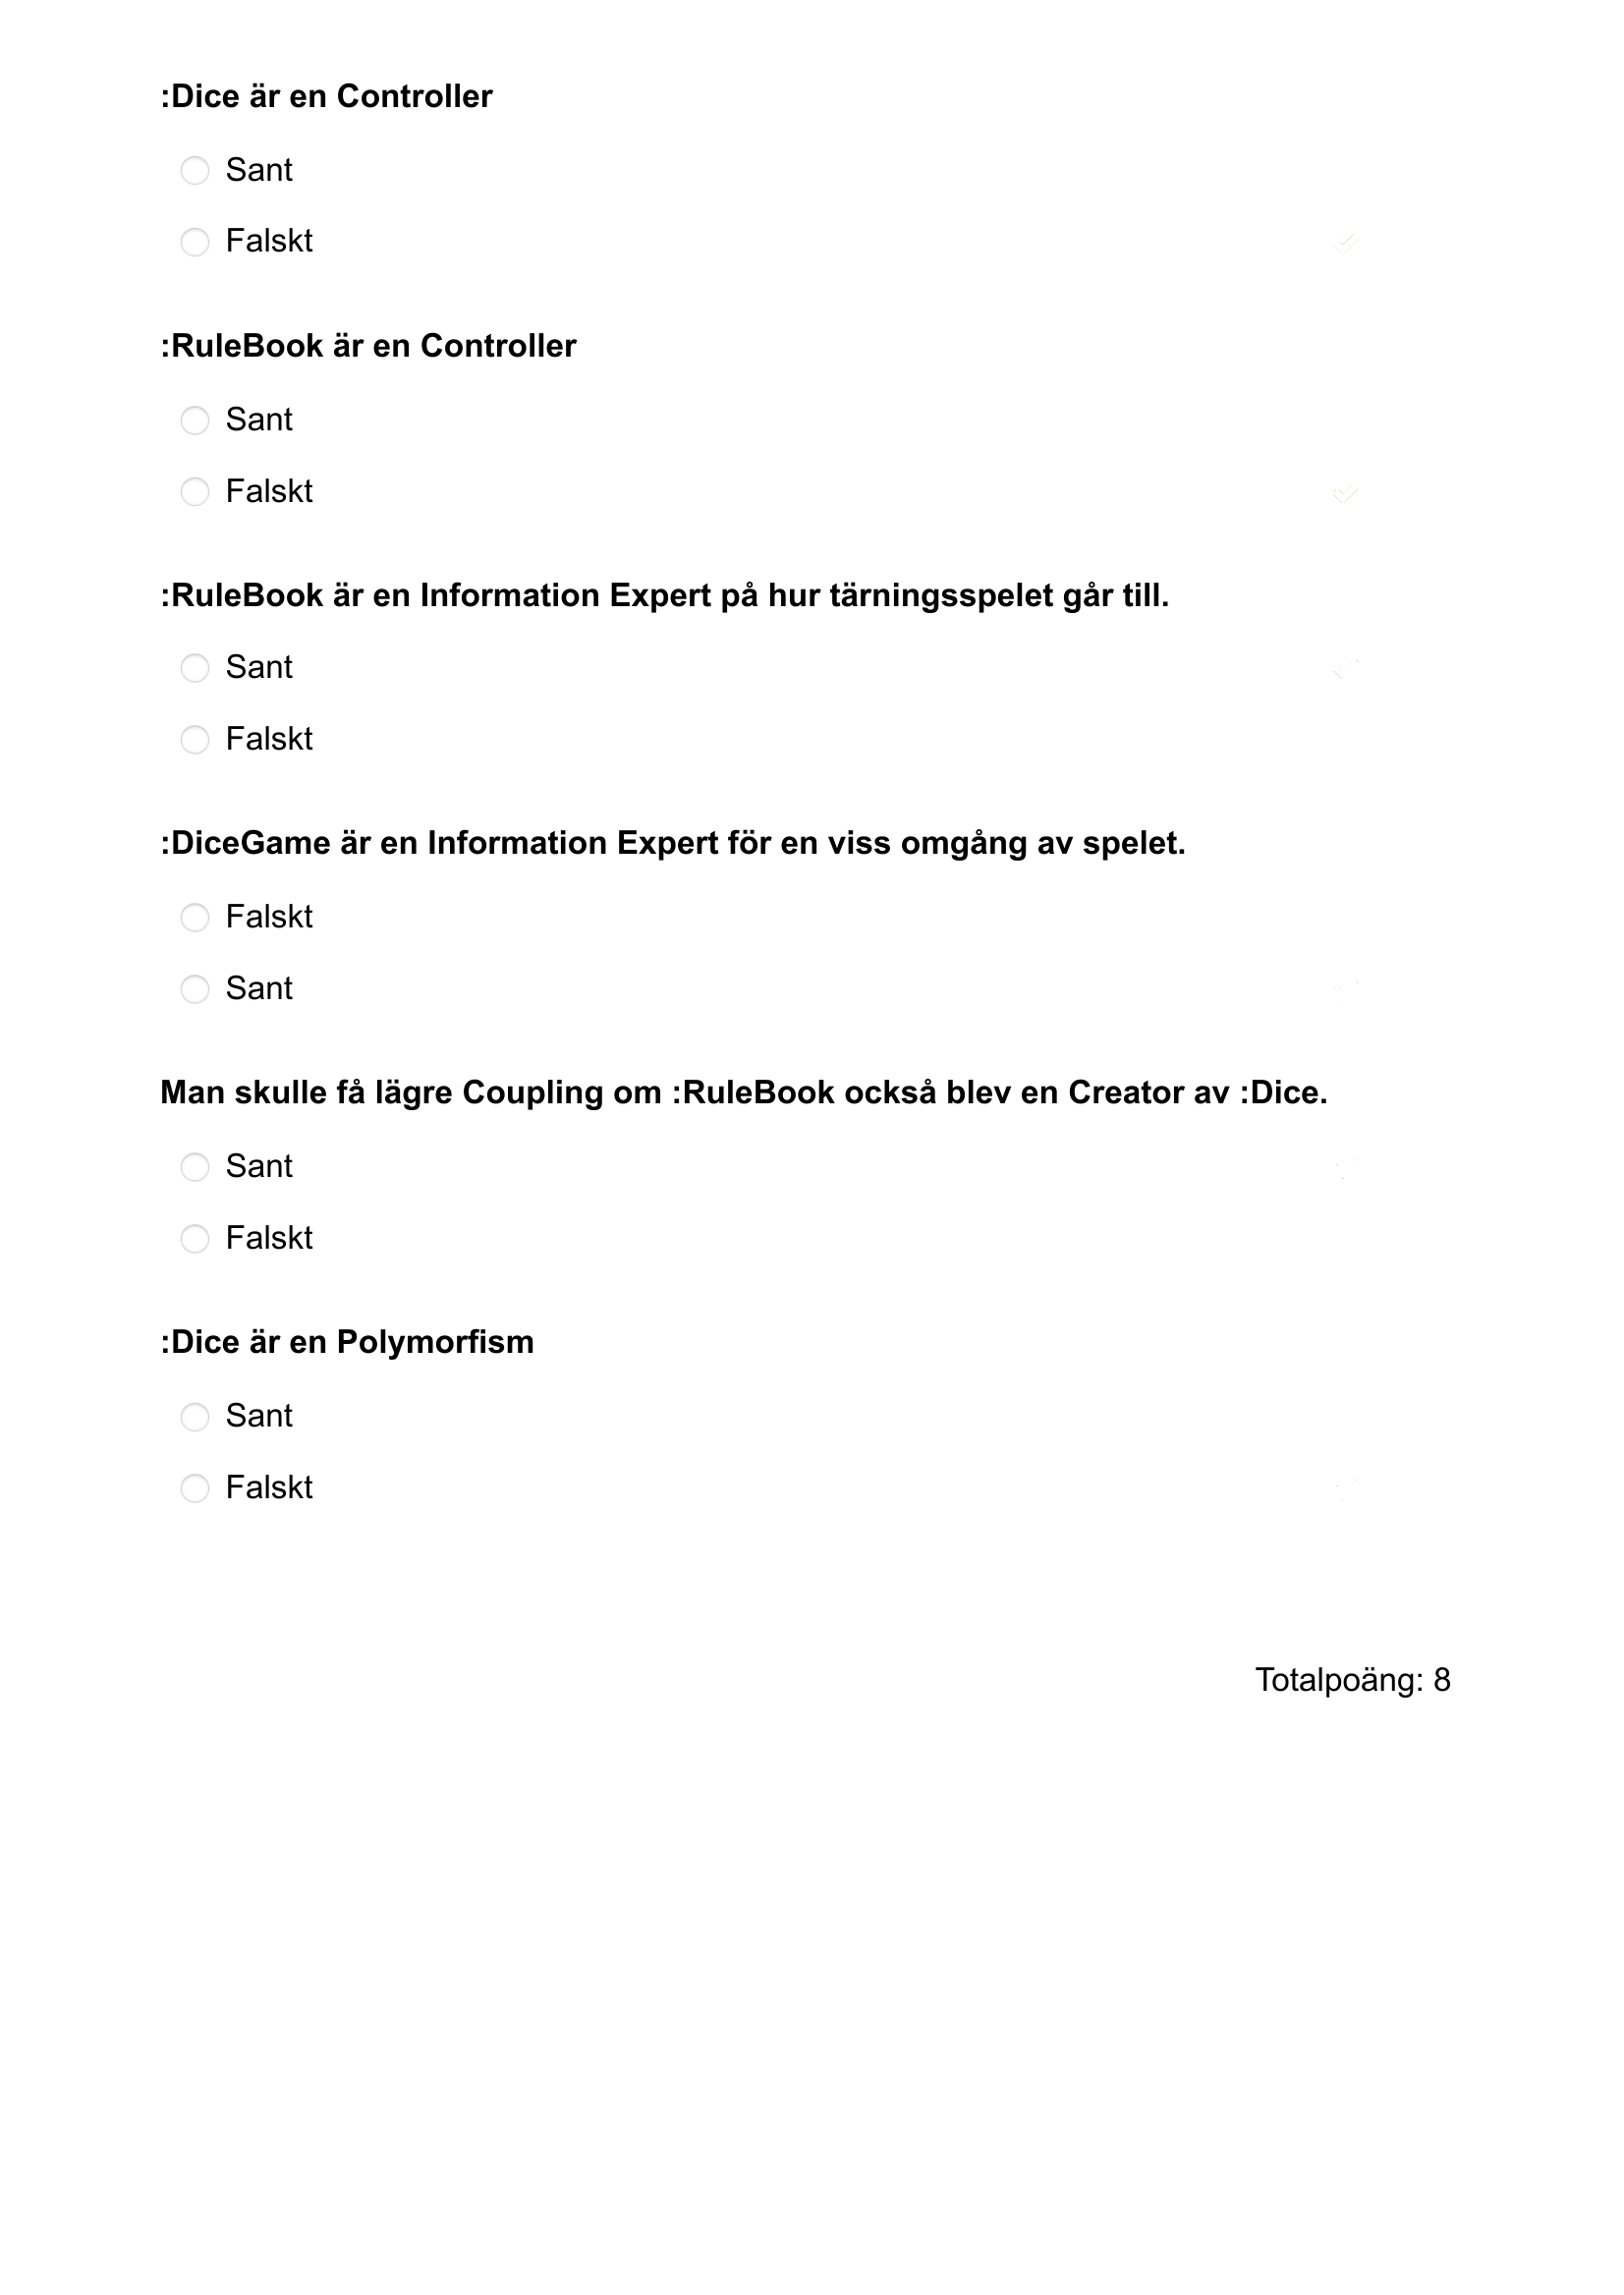 :Dice är en Controller
Sant
Falskt
:RuleBook är en Controller
Sant
Falskt
:RuleBook är en Information Expert på hur tärningsspelet går till.
Sant
Falskt
:DiceGame är en Information Expert för en viss omgång av spelet.
Falskt
Sant
Man skulle få lägre Coupling om :RuleBook också blev en Creator av :Dice.
Sant
Falskt
:Dice är en Polymorfism
Sant
Falskt
Totalpoäng: 8